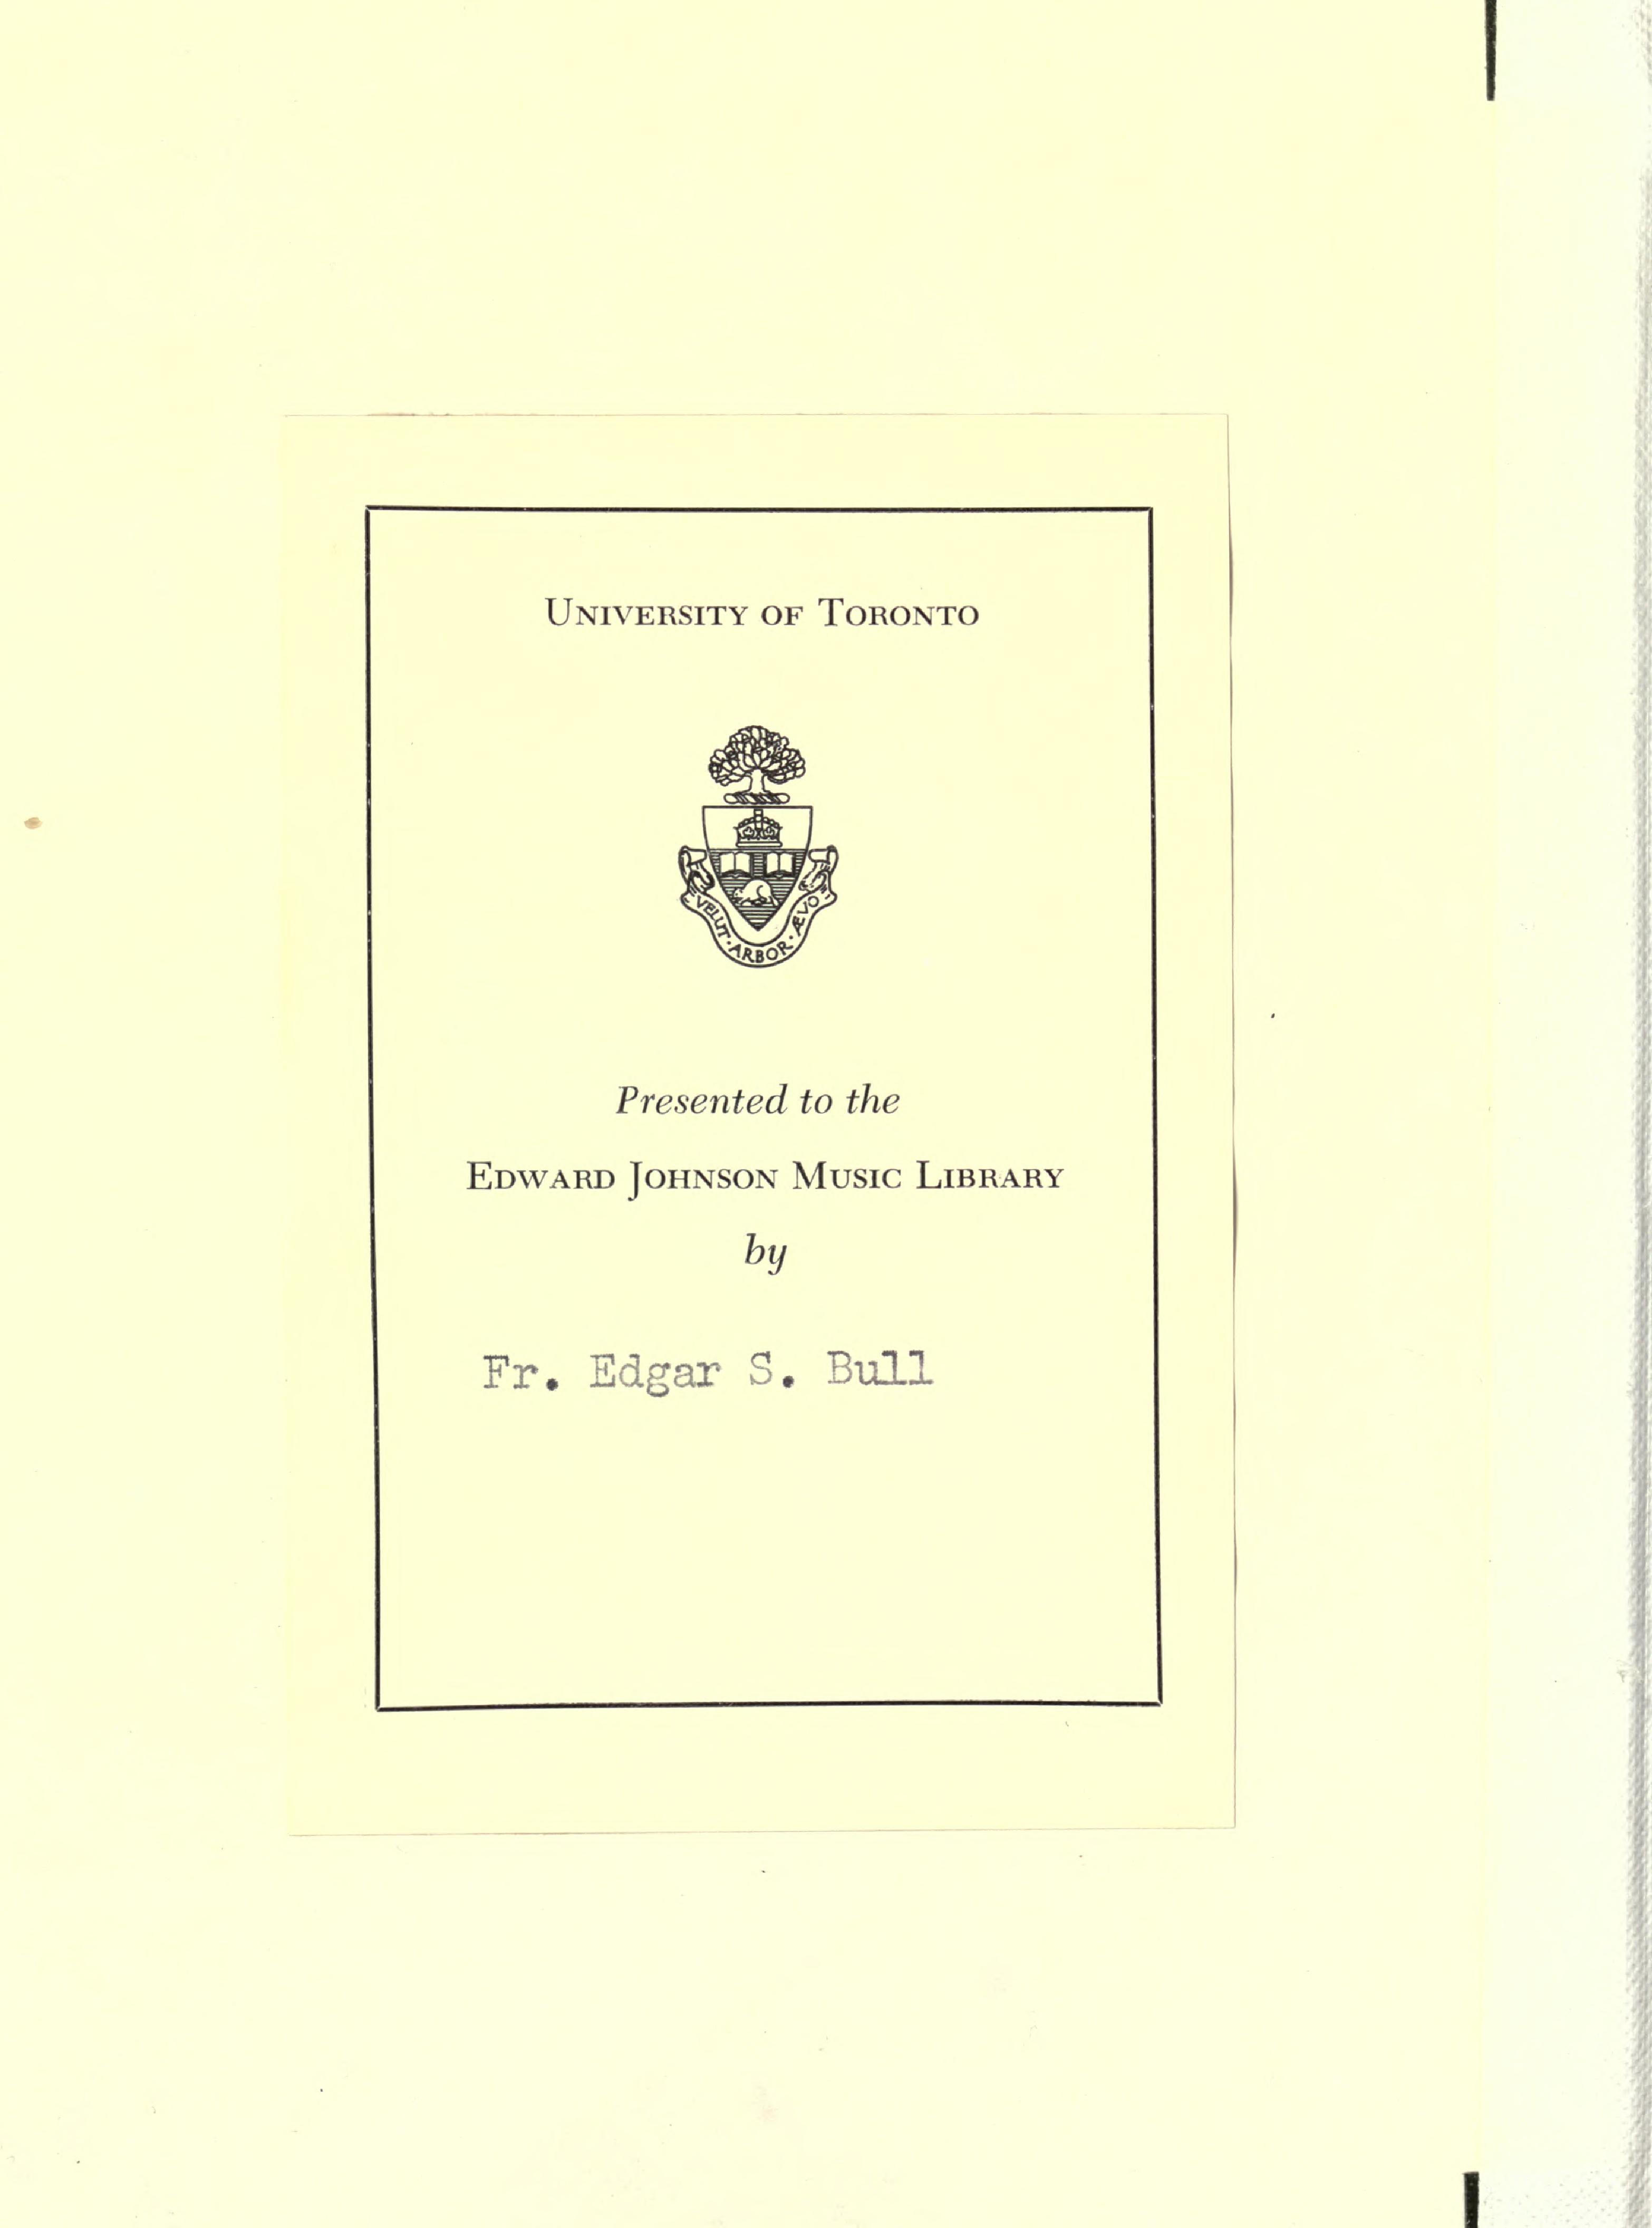 University of Toronto
VELUT · ARBOR · ÆVO
Presented to the
Edward Johnson Music Library
by
Fr. Edgar S. Bull